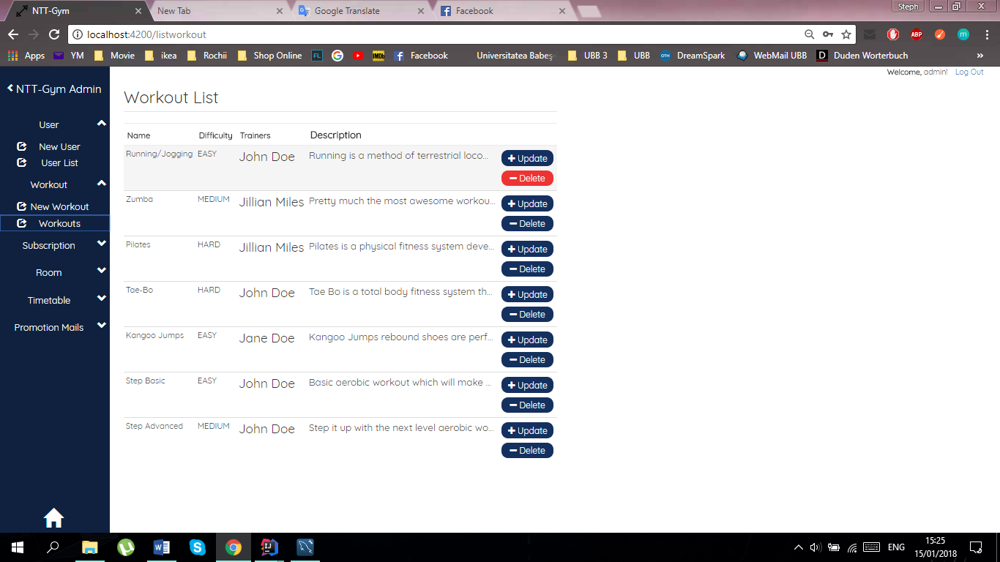 NTT-Gym
New Tab
Google Translate
Facebook
Steph
localhost:4200/listworkout
ABP
m
Apps
YM
Movie
ikea
Rochii
Shop Online
FL
G
IMDb
Facebook
Universitatea Babeș-
UBB 3
UBB
OTH
DreamSpark
WebMail UBB
D
Duden Worterbuch
»
Welcome, admin! Log Out
NTT-Gym Admin
User
New User
User List
Workout
New Workout
Workouts
Subscription
Room
Timetable
Promotion Mails
Workout List
Name Difficulty Trainers Description
Running/Jogging EASY John Doe Running is a method of terrestrial loco... Update
Delete
Zumba MEDIUM Jillian Miles Pretty much the most awesome workou... Update
Delete
Pilates HARD Jillian Miles Pilates is a physical fitness system deve... Update
Delete
Tae-Bo HARD John Doe Tae Bo is a total body fitness system th... Update
Delete
Kangoo Jumps EASY Jane Doe Kangoo Jumps rebound shoes are perf... Update
Delete
Step Basic EASY John Doe Basic aerobic workout which will make ... Update
Delete
Step Advanced MEDIUM John Doe Step it up with the next level aerobic wo... Update
Delete
ENG
15:25
15/01/2018